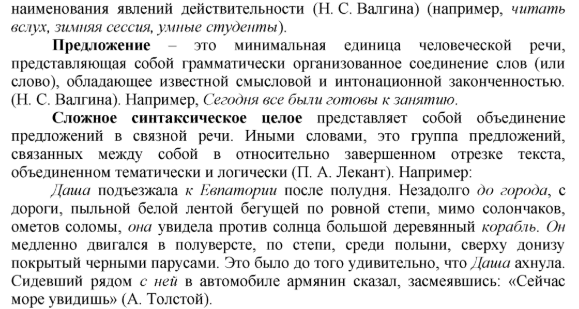 наименования явлений действительности (Н. С. Валгина) (например, читать
вслух, зимняя сессия, умные студенты).
Предложение – это минимальная единица человеческой речи,
представляющая собой грамматически организованное соединение слов (или
слово), обладающее известной смысловой и интонационной законченностью.
(Н. С. Валгина). Например, Сегодня все были готовы к занятию.
Сложное синтаксическое целое представляет собой объединение
предложений в связной речи. Иными словами, это группа предложений,
связанных между собой в относительно завершенном отрезке текста,
объединенном тематически и логически (П. А. Лекант). Например:
Даша подъезжала к Евпатории после полудня. Незадолго до города, с
дороги, пыльной белой лентой бегущей по ровной степи, мимо солончаков,
ометов соломы, она увидела против солнца большой деревянный корабль. Он
медленно двигался в полуверсте, по степи, среди полыни, сверху донизу
покрытый черными парусами. Это было до того удивительно, что Даша ахнула.
Сидевший рядом с ней в автомобиле армянин сказал, засмеявшись: «Сейчас
море увидишь» (А. Толстой).